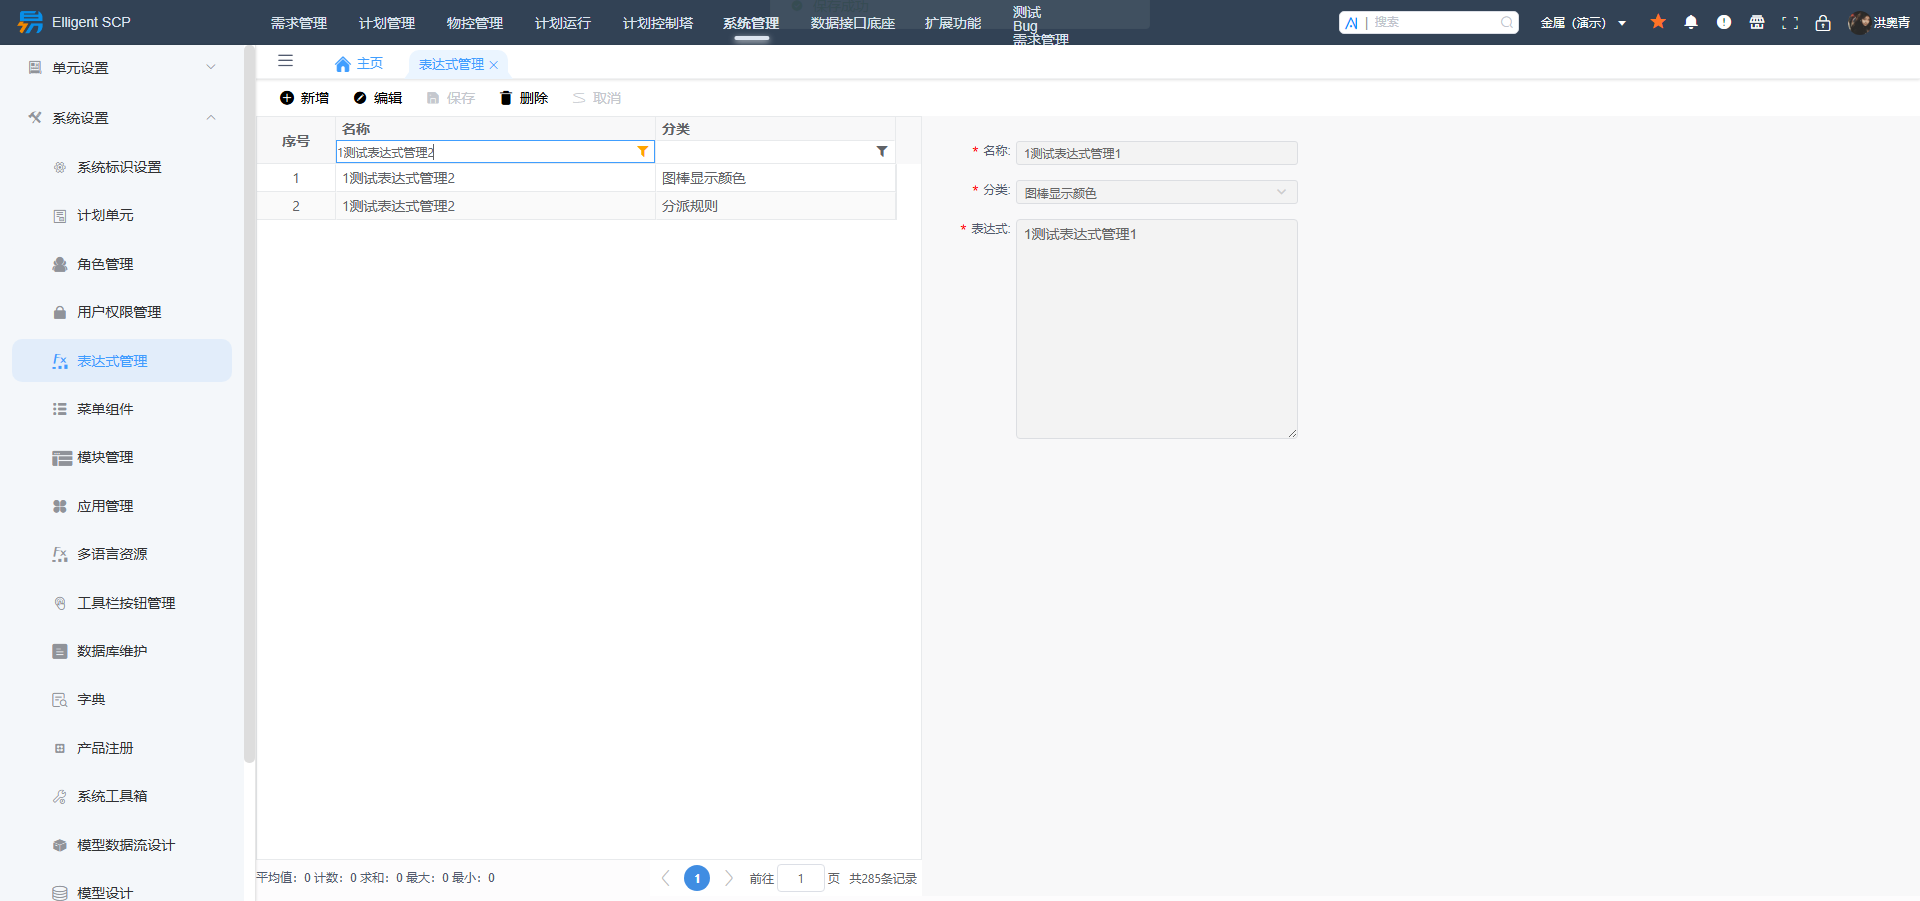 Elligent SCP
需求管理
计划管理
物控管理
计划运行
计划控制塔
系统管理
保存成功
数据接口底座
扩展功能
测试
Bug
需求管理
AI | 搜索
金属（演示）
洪奥青
单元设置
系统设置
系统标识设置
计划单元
角色管理
用户权限管理
表达式管理
菜单组件
模块管理
应用管理
多语言资源
工具栏按钮管理
数据库维护
字典
产品注册
系统工具箱
模型数据流设计
模型设计
主页
表达式管理
新增
编辑
保存
删除
取消
序号 名称 分类
1测试表达式管理2
1 1测试表达式管理2 图棒显示颜色
2 1测试表达式管理2 分派规则
* 名称: 1测试表达式管理1
* 分类: 图棒显示颜色
* 表达式: 1测试表达式管理1
平均值：0 计数：0 求和：0 最大：0 最小：0
1
前往 1 页 共285条记录